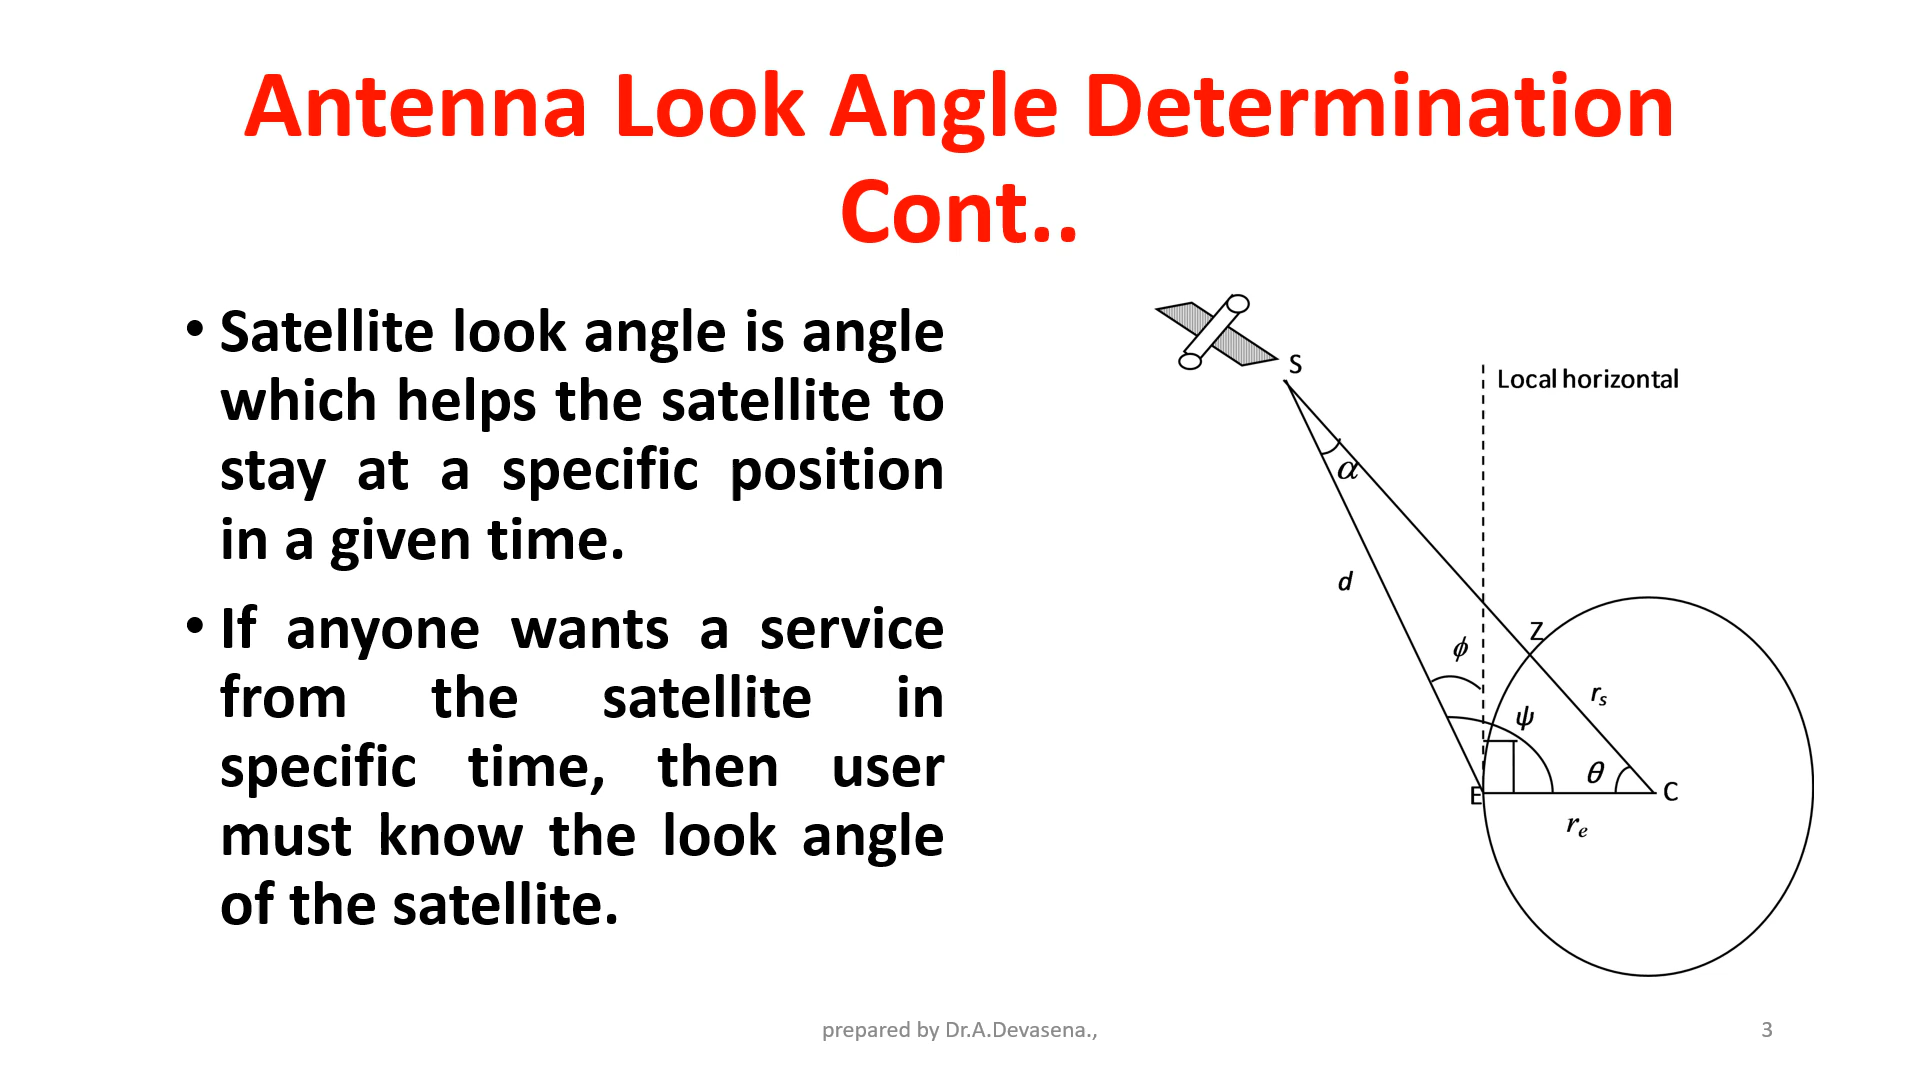 Antenna Look Angle Determination
Cont..
• Satellite look angle is angle
which helps the satellite to
stay at a specific position
in a given time.
• If anyone wants a service
from the satellite in
specific time, then user
must know the look angle
of the satellite.
S
Local horizontal
α
d
Z
ϕ
rₛ
ψ
θ
E
C
rₑ
prepared by Dr.A.Devasena.,
3